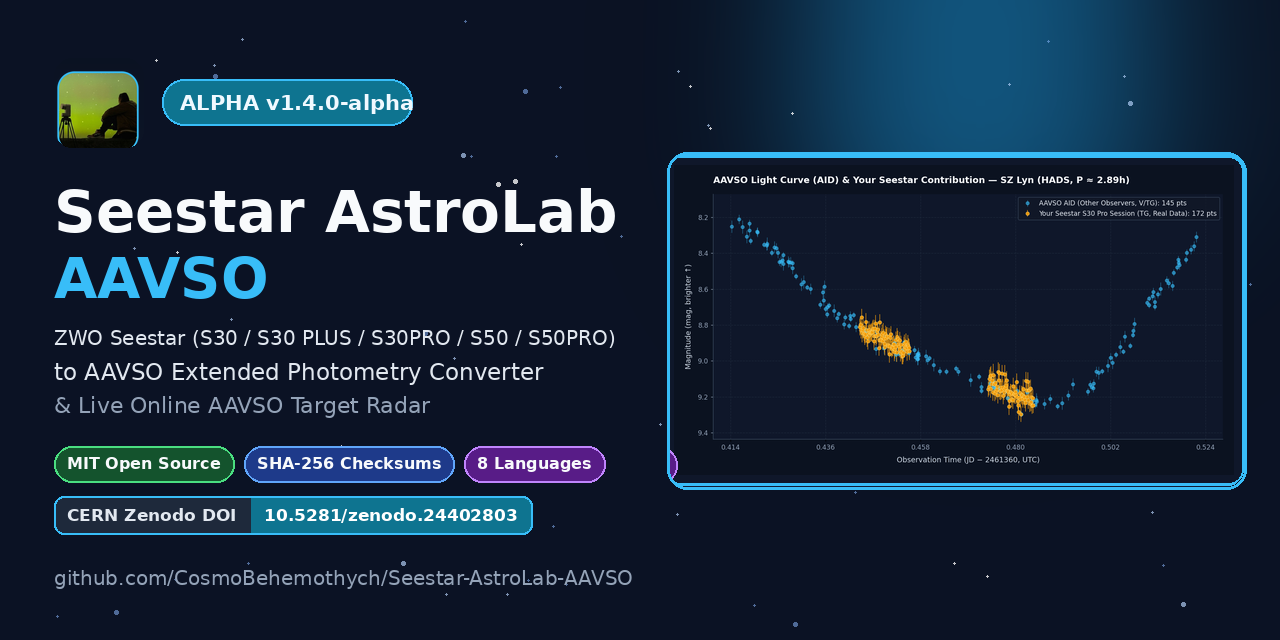 ALPHA v1.4.0-alpha
Seestar AstroLab
AAVSO
ZWO Seestar (S30 / S30 PLUS / S30PRO / S50 / S50PRO)
to AAVSO Extended Photometry Converter
& Live Online AAVSO Target Radar
MIT Open Source
SHA-256 Checksums
8 Languages
CERN Zenodo DOI
10.5281/zenodo.24402803
github.com/CosmoBehemothych/Seestar-AstroLab-AAVSO
AAVSO Light Curve (AID) & Your Seestar Contribution — SZ Lyn (HADS, P ≈ 2.89h)
AAVSO AID (Other Observers, V/TG): 145 pts
Your Seestar S30 Pro Session (TG, Real Data): 172 pts
Magnitude (mag, brighter ↑)
8.2
8.4
8.6
8.8
9.0
9.2
9.4
0.414 0.436 0.458 0.480 0.502 0.524
Observation Time (JD − 2461360, UTC)